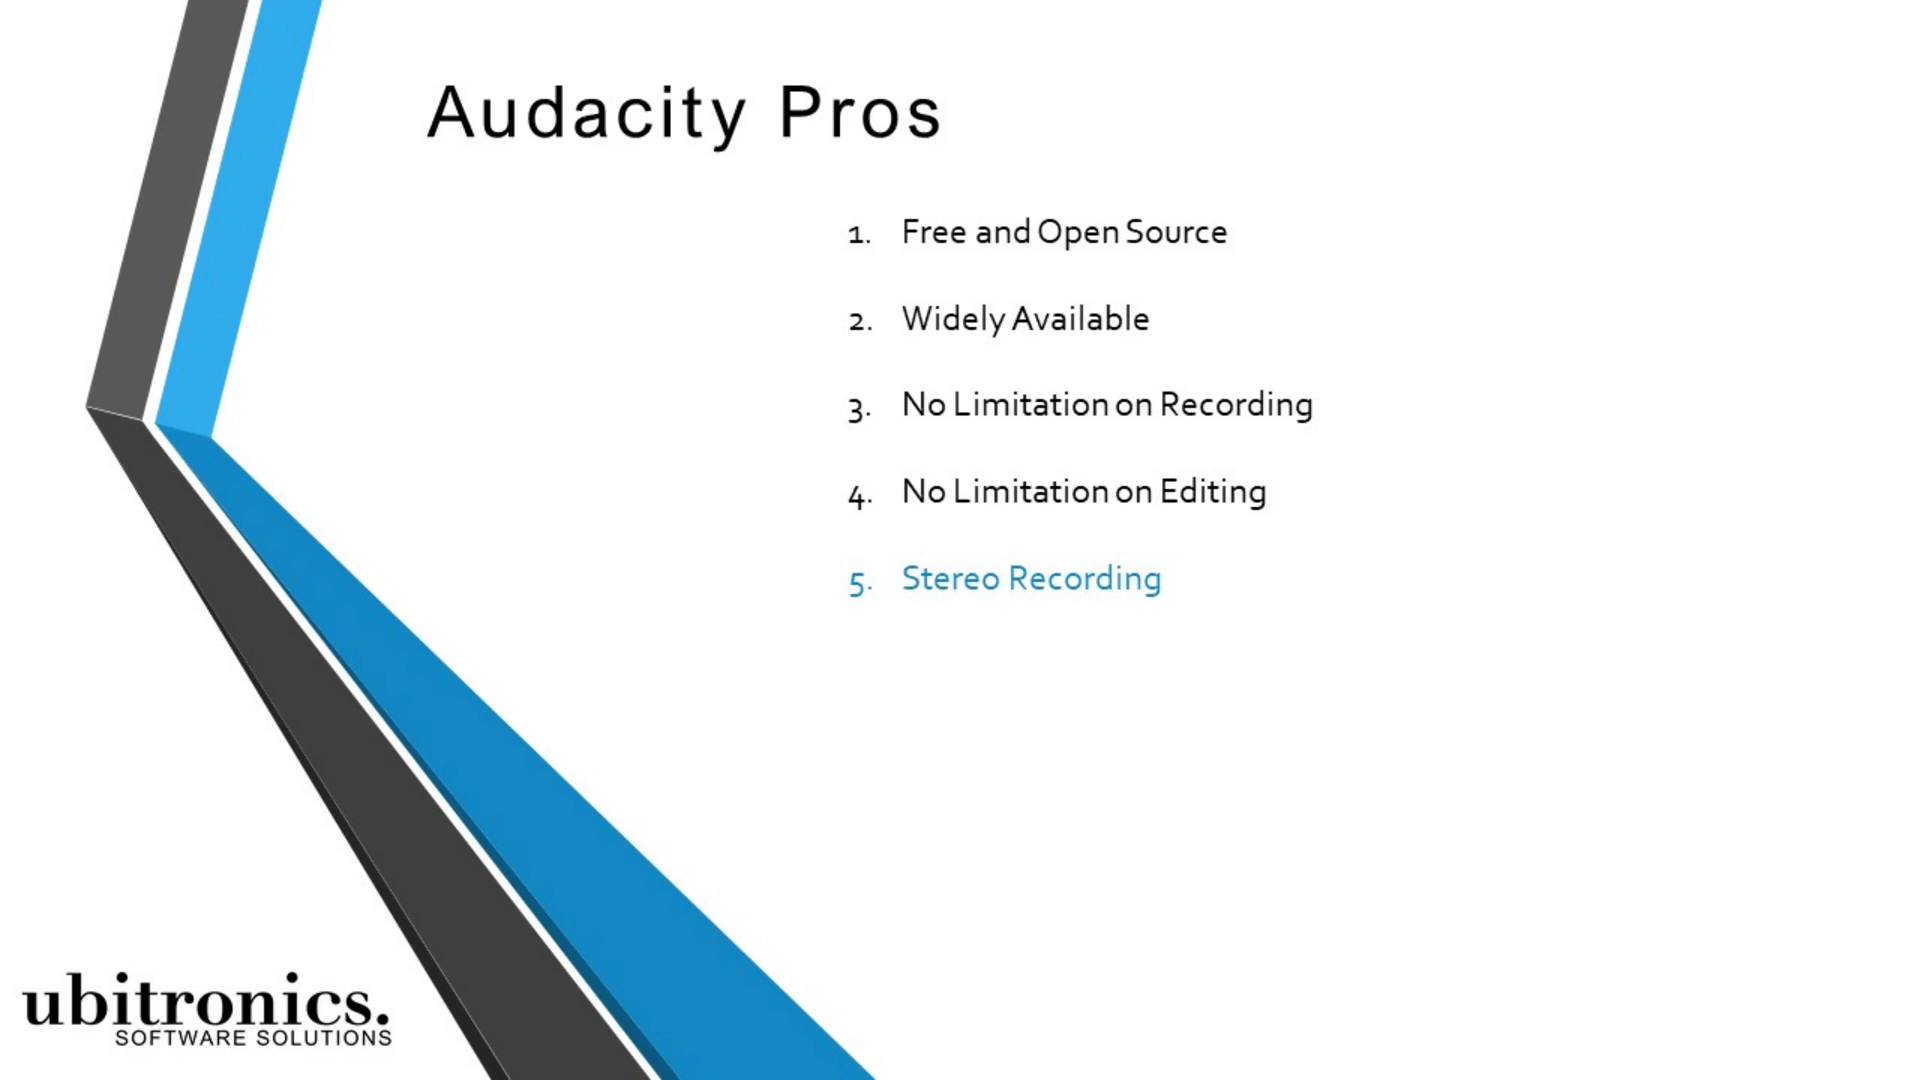 Audacity Pros
1. Free and Open Source
2. Widely Available
3. No Limitation on Recording
4. No Limitation on Editing
5. Stereo Recording
ubitronics.
SOFTWARE SOLUTIONS